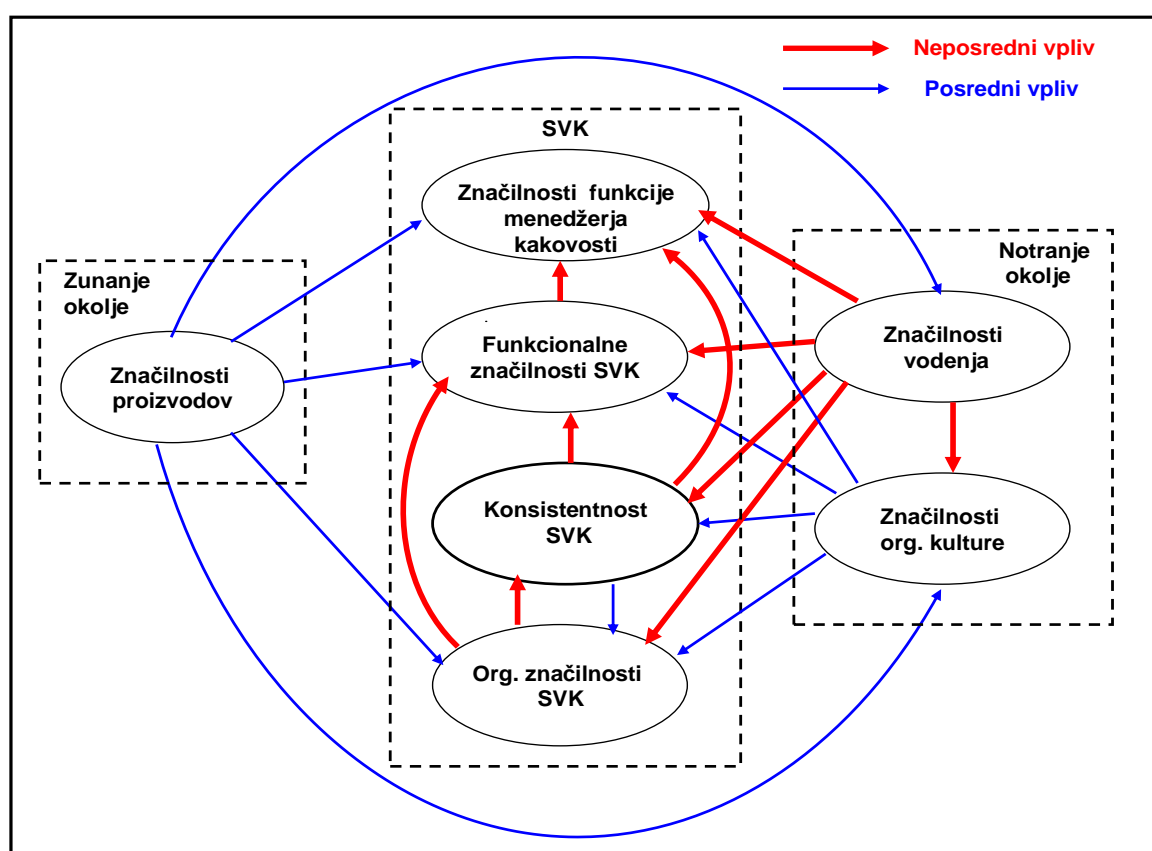 Neposredni vpliv
Posredni vpliv
SVK
Značilnosti funkcije
menedžerja
kakovosti
Zunanje
okolje
Notranje
okolje
Značilnosti
proizvodov
Funkcionalne
značilnosti SVK
Značilnosti
vodenja
Konsistentnost
SVK
Značilnosti
org. kulture
Org. značilnosti
SVK